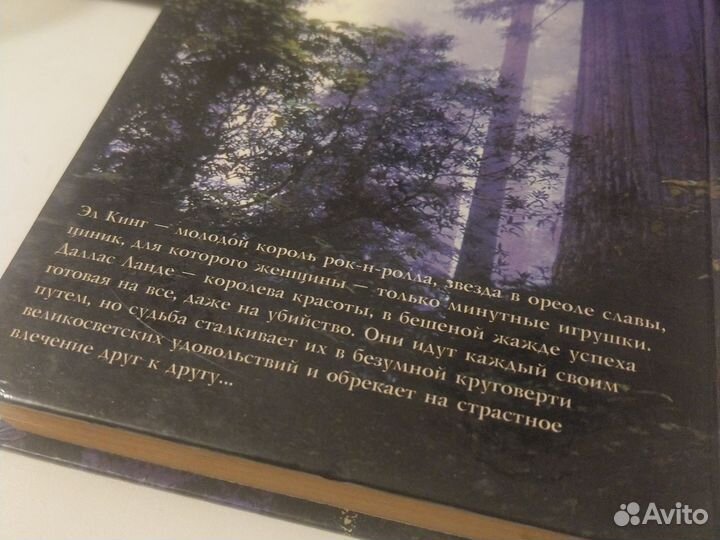 Эл Кинг — молодой король рок-н-ролла, звезда в ореоле славы,
циник, для которого женщины — только минутные игрушки.
Даллас Ланде — королева красоты, в бешеной жажде успеха
готовая на все, даже на убийство. Они идут каждый своим
путем, но судьба сталкивает их в безумной круговерти
великосветских удовольствий и обрекает на страстное
влечение друг к другу...
Avito